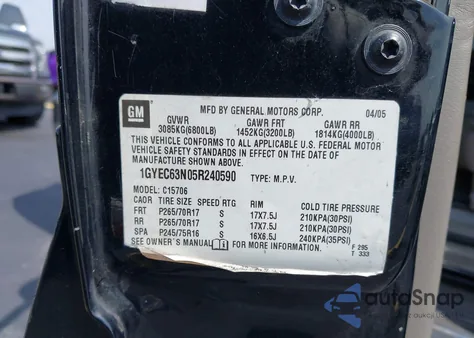 GM
MFD BY GENERAL MOTORS CORP. 04/05
GVWR GAWR FRT GAWR RR
3085KG(6800LB) 1452KG(3200LB) 1814KG(4000LB)
THIS VEHICLE CONFORMS TO ALL APPLICABLE U.S. FEDERAL MOTOR
VEHICLE SAFETY STANDARDS IN EFFECT ON THE DATE OF
MANUFACTURE SHOWN ABOVE.
1GYEC63N05R240590 TYPE: M.P.V.
MODEL: C15706
TIRE SIZE SPEED RTG RIM COLD TIRE PRESSURE
FRT P265/70R17 S 17X7.5J 210KPA(30PSI)
RR P265/70R17 S 17X7.5J 210KPA(30PSI)
SPA P245/75R16 S 16X6.5J 240KPA(35PSI)
SEE OWNER'S MANUAL FOR MORE INFORMATION. F 295
T 333
autoSnap